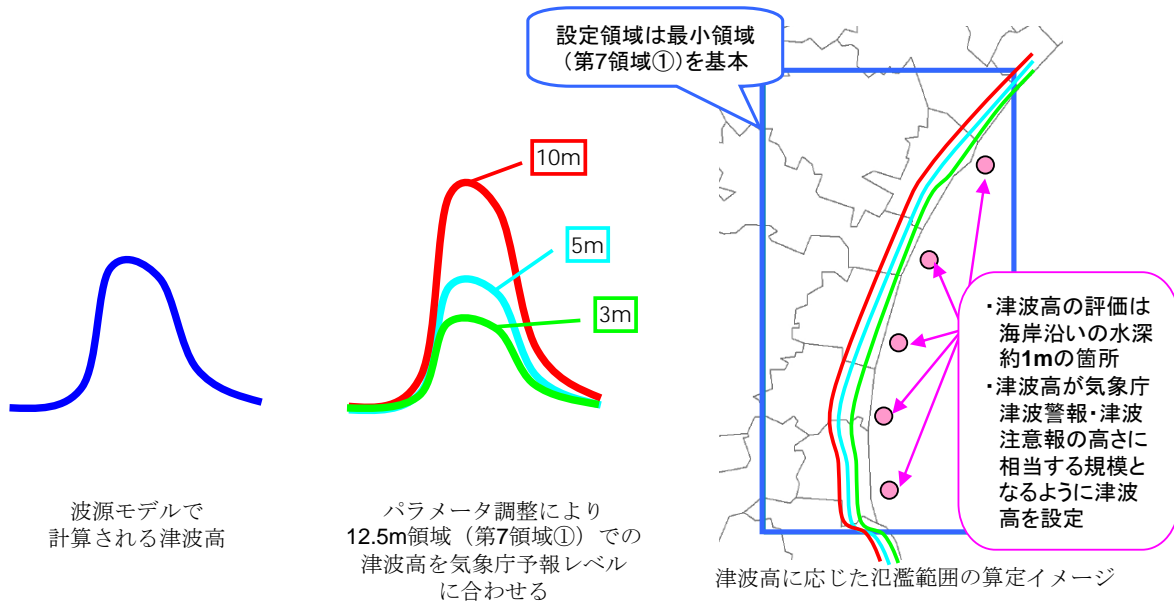 設定領域は最小領域
(第7領域①)を基本
10m
5m
3m
・津波高の評価は
海岸沿いの水深
約1mの箇所
・津波高が気象庁
津波警報・津波
注意報の高さに
相当する規模と
なるように津波
高を設定
波源モデルで
計算される津波高
パラメータ調整により
12.5m領域（第7領域①）での
津波高を気象庁予報レベル
に合わせる
津波高に応じた氾濫範囲の算定イメージ